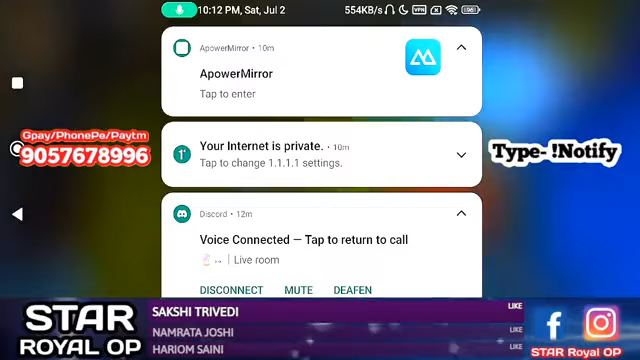 10:12 PM, Sat, Jul 2
554KB/s VPN 96
ApowerMirror • 10m
ApowerMirror
Tap to enter
Gpay/PhonePe/Paytm
9057678996
Your Internet is private. • 10m
Tap to change 1.1.1.1 settings.
Type- !Notify
Discord • 12m
Voice Connected — Tap to return to call
Live room
DISCONNECT MUTE DEAFEN
STAR
ROYAL OP
SAKSHI TRIVEDI LIKE
NAMRATA JOSHI LIKE
HARIOM SAINI LIKE
STAR Royal OP